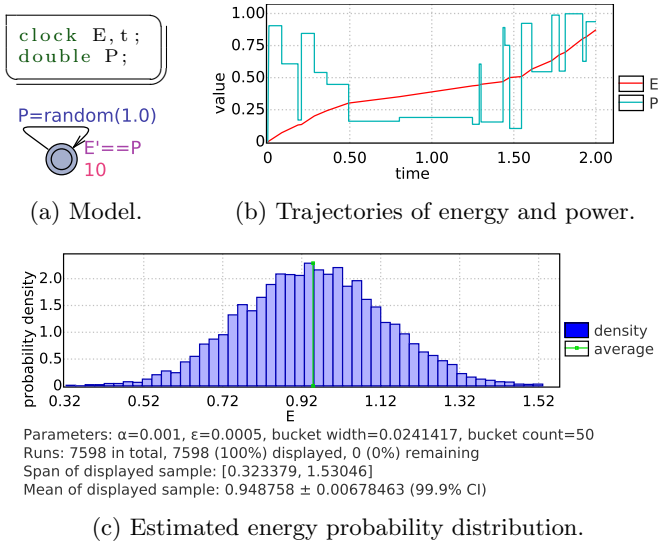 clock E,t;
double P;
P=random(1.0)
E'==P
10
(a) Model.
value
1.00
0.75
0.50
0.25
0
0 0.50 1.00 1.50 2.00
time
E
P
(b) Trajectories of energy and power.
probability density
2.0
1.5
1.0
0.5
0
0.32 0.52 0.72 0.92 1.12 1.32 1.52
E
density
average
Parameters: α=0.001, ε=0.0005, bucket width=0.0241417, bucket count=50
Runs: 7598 in total, 7598 (100%) displayed, 0 (0%) remaining
Span of displayed sample: [0.323379, 1.53046]
Mean of displayed sample: 0.948758 ± 0.00678463 (99.9% CI)
(c) Estimated energy probability distribution.